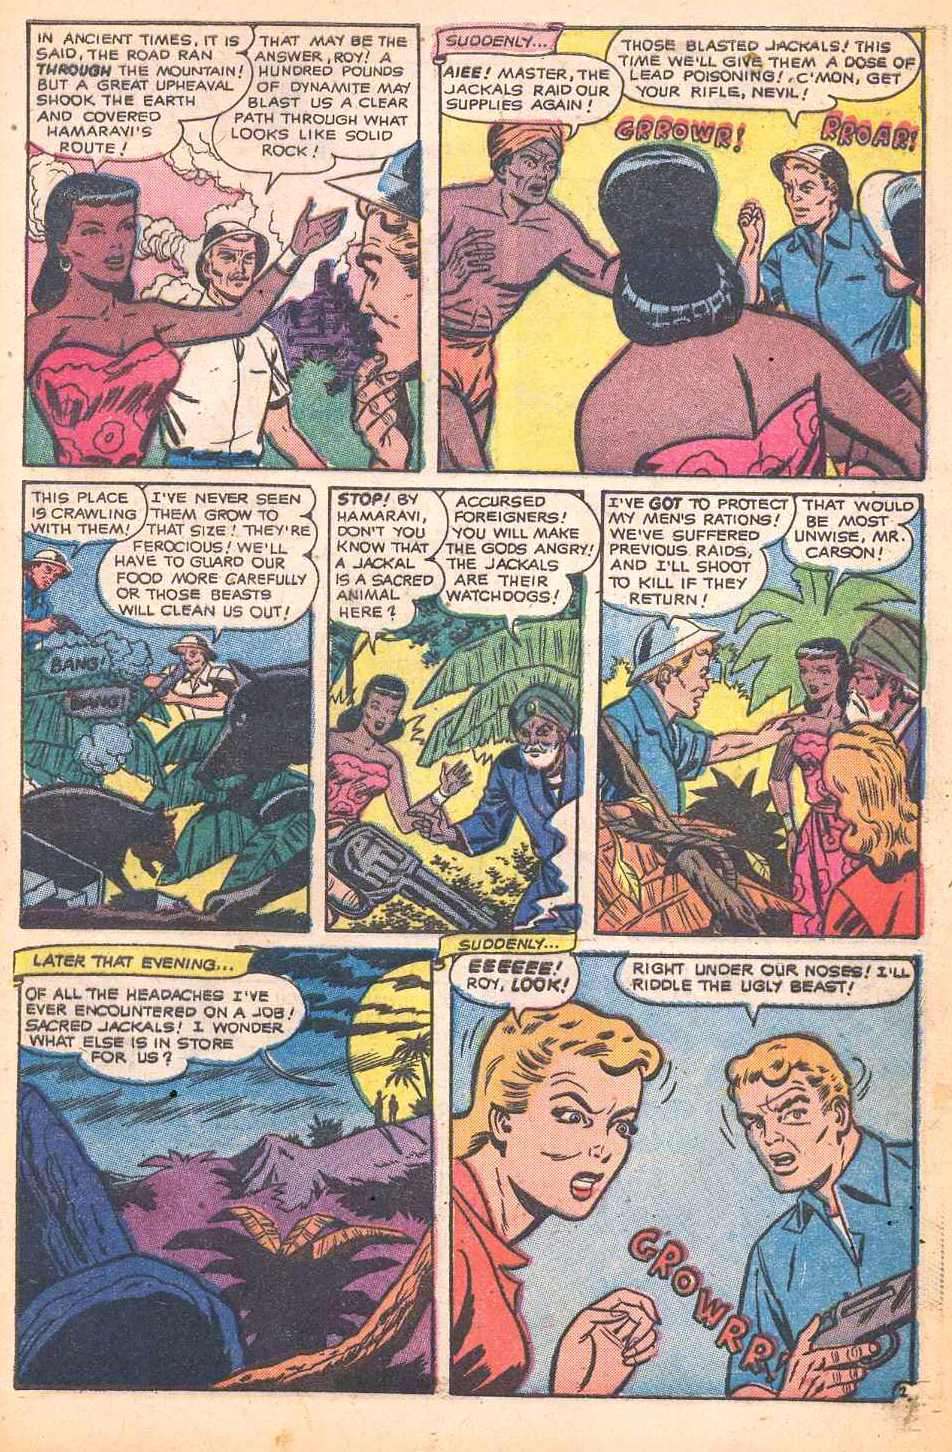 IN ANCIENT TIMES, IT IS
SAID, THE ROAD RAN
THROUGH THE MOUNTAIN!
BUT A GREAT UPHEAVAL
SHOOK THE EARTH
AND COVERED
HAMARAVI'S
ROUTE!
THAT MAY BE THE
ANSWER, ROY! A
HUNDRED POUNDS
OF DYNAMITE MAY
BLAST US A CLEAR
PATH THROUGH WHAT
LOOKS LIKE SOLID
ROCK!
SUDDENLY...
AIEE! MASTER, THE
JACKALS RAID OUR
SUPPLIES AGAIN!
THOSE BLASTED JACKALS! THIS
TIME WE'LL GIVE THEM A DOSE OF
LEAD POISONING! C'MON, GET
YOUR RIFLE, NEVIL!
GRROWR!
RROAR!
THIS PLACE
IS CRAWLING
WITH THEM!
I'VE NEVER SEEN
THEM GROW TO
THAT SIZE! THEY'RE
FEROCIOUS! WE'LL
HAVE TO GUARD OUR
FOOD MORE CAREFULLY
OR THOSE BEASTS
WILL CLEAN US OUT!
BANG!
BANG!
STOP! BY
HAMARAVI,
DON'T YOU
KNOW THAT
A JACKAL
IS A SACRED
ANIMAL
HERE?
ACCURSED
FOREIGNERS!
YOU WILL MAKE
THE GODS ANGRY!
THE JACKALS
ARE THEIR
WATCHDOGS!
I'VE GOT TO PROTECT
MY MEN'S RATIONS!
WE'VE SUFFERED
PREVIOUS RAIDS,
AND I'LL SHOOT
TO KILL IF THEY
RETURN!
THAT WOULD
BE MOST
UNWISE, MR.
CARSON!
LATER THAT EVENING...
OF ALL THE HEADACHES I'VE
EVER ENCOUNTERED ON A JOB!
SACRED JACKALS! I WONDER
WHAT ELSE IS IN STORE
FOR US?
SUDDENLY...
EEEEEE!
ROY, LOOK!
RIGHT UNDER OUR NOSES! I'LL
RIDDLE THE UGLY BEAST!
GROWRR!
2